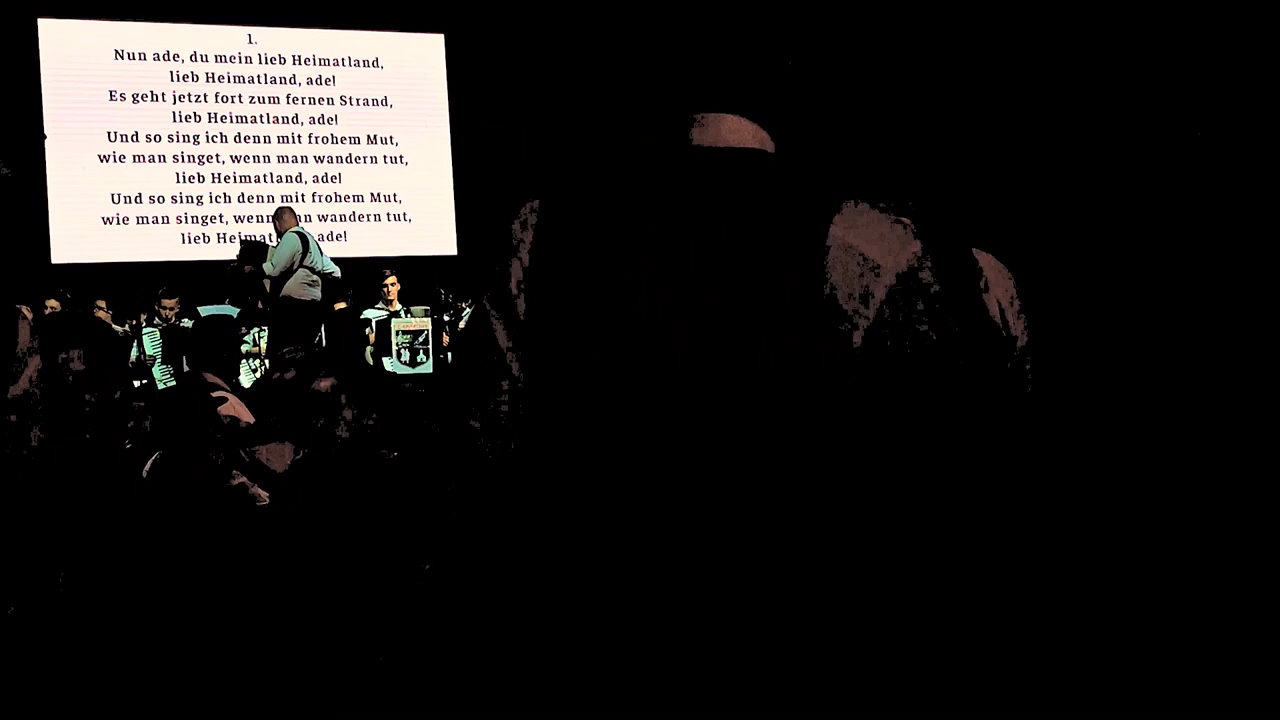 1.
Nun ade, du mein lieb Heimatland,
lieb Heimatland, ade!
Es geht jetzt fort zum fernen Strand,
lieb Heimatland, ade!
Und so sing ich denn mit frohem Mut,
wie man singet, wenn man wandern tut,
lieb Heimatland, ade!
Und so sing ich denn mit frohem Mut,
wie man singet, wenn wandern tut,
lieb ade!